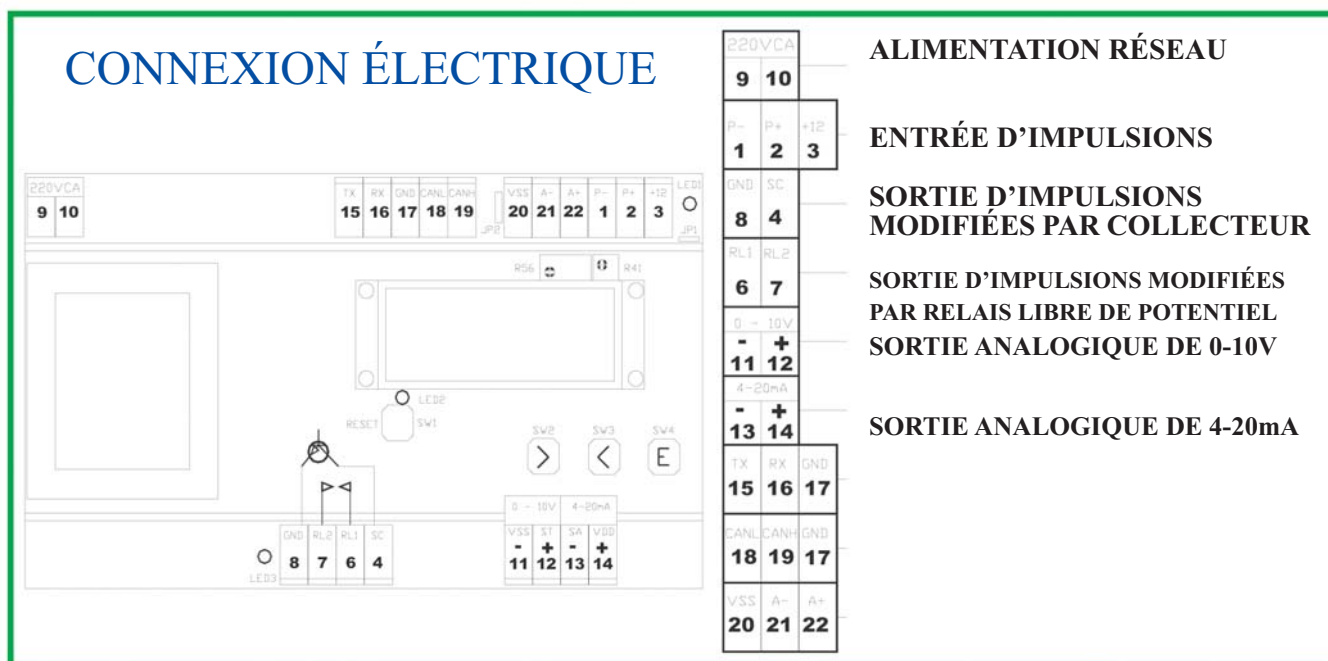 CONNEXION ÉLECTRIQUE
220VCA
9 10
TX RX GND CANL CANH
15 16 17 18 19
JP2
VSS A- A+ P- P+ +12
20 21 22 1 2 3
LED1
JP1
R56
R41
LED2
RESET
SW1
SW2 SW3 SW4
> < E
0 - 10V 4-20mA
GND RL2 RL1 SC
8 7 6 4
LED3
VSS ST SA VDD
- + - +
11 12 13 14
220VCA
9 10
ALIMENTATION RÉSEAU
P- P+ +12
1 2 3
ENTRÉE D’IMPULSIONS
GND SC
8 4
SORTIE D’IMPULSIONS
MODIFIÉES PAR COLLECTEUR
RL1 RL2
6 7
SORTIE D’IMPULSIONS MODIFIÉES
PAR RELAIS LIBRE DE POTENTIEL
0 - 10V
- +
11 12
SORTIE ANALOGIQUE DE 0-10V
4-20mA
- +
13 14
SORTIE ANALOGIQUE DE 4-20mA
TX RX GND
15 16 17
CANL CANH GND
18 19 17
VSS A- A+
20 21 22